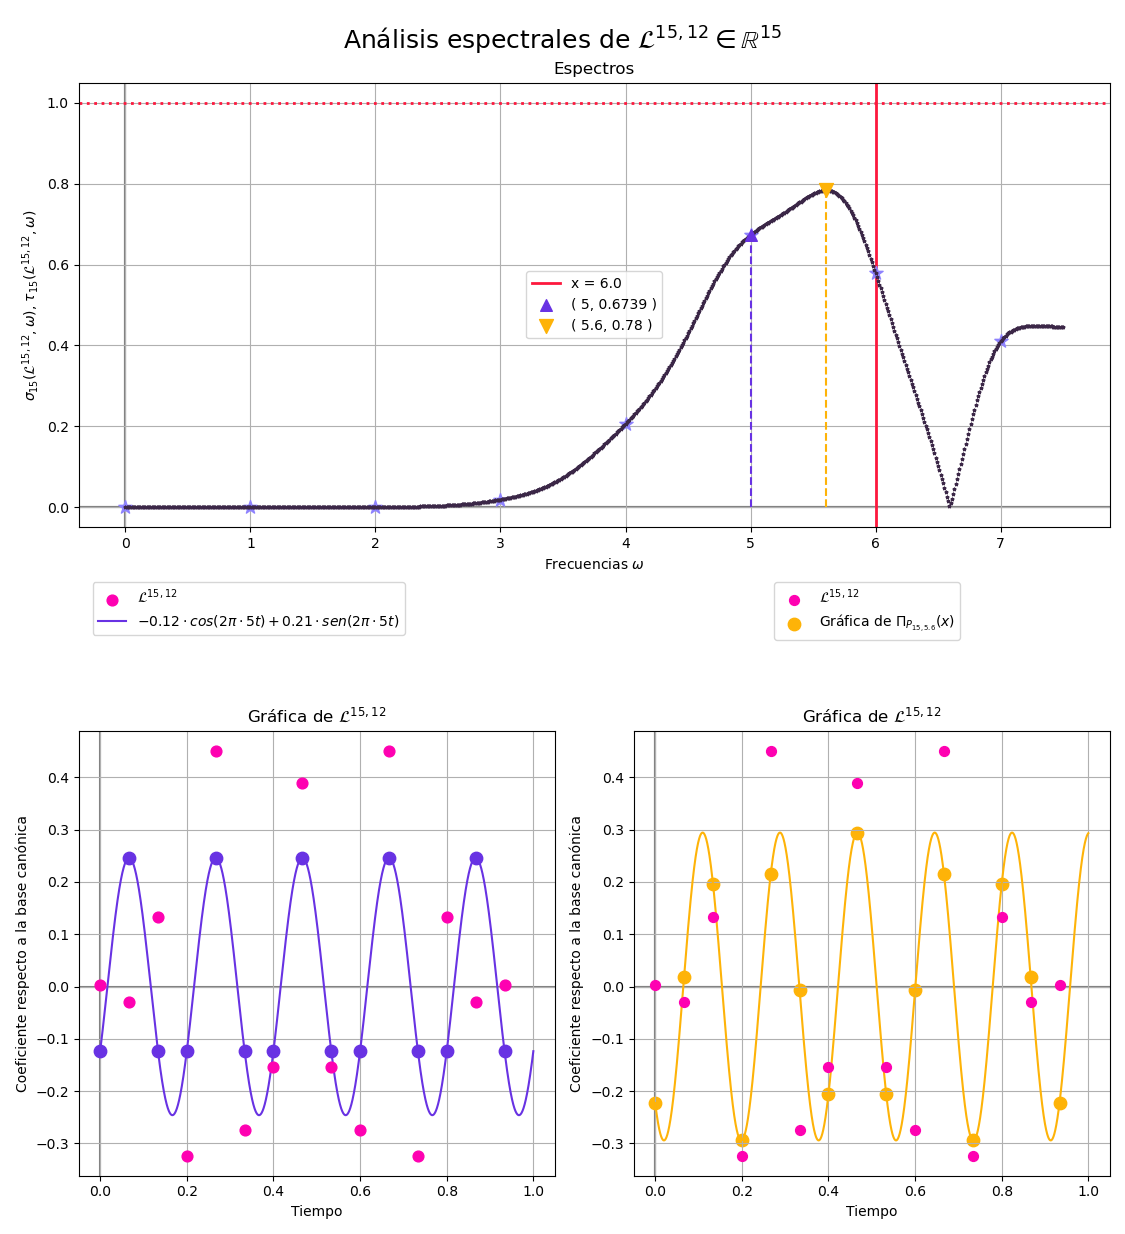 Análisis espectrales de ℒ^{15,12} ∈ ℝ^{15}
Espectros
σ_{15}(ℒ^{15,12}, ω), τ_{15}(ℒ^{15,12}, ω)
1.0
0.8
0.6
0.4
0.2
0.0
x = 6.0
( 5, 0.6739 )
( 5.6, 0.78 )
0 1 2 3 4 5 6 7
Frecuencias ω
ℒ^{15,12}
−0.12 · cos(2π · 5t) + 0.21 · sen(2π · 5t)
ℒ^{15,12}
Gráfica de Π_{P_{15,5.6}}(x)
Gráfica de ℒ^{15,12}
Coeficiente respecto a la base canónica
0.4
0.3
0.2
0.1
0.0
−0.1
−0.2
−0.3
0.0 0.2 0.4 0.6 0.8 1.0
Tiempo
Gráfica de ℒ^{15,12}
Coeficiente respecto a la base canónica
0.4
0.3
0.2
0.1
0.0
−0.1
−0.2
−0.3
0.0 0.2 0.4 0.6 0.8 1.0
Tiempo